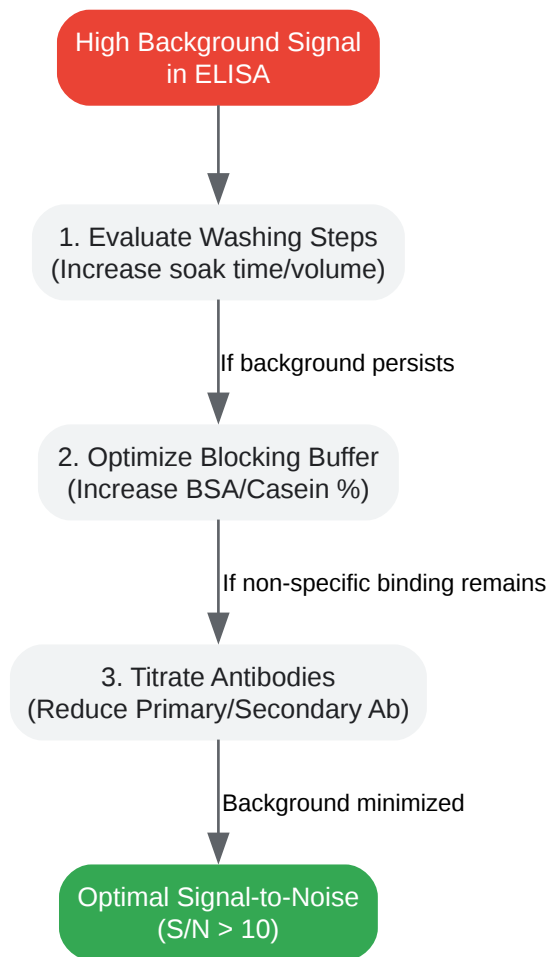 High Background Signal
in ELISA
1. Evaluate Washing Steps
(Increase soak time/volume)
If background persists
2. Optimize Blocking Buffer
(Increase BSA/Casein %)
If non-specific binding remains
3. Titrate Antibodies
(Reduce Primary/Secondary Ab)
Background minimized
Optimal Signal-to-Noise
(S/N > 10)